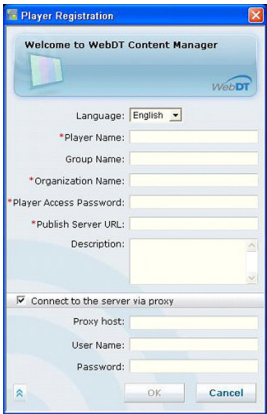 Player Registration
Welcome to WebDT Content Manager
WebDT
Language: English
*Player Name:
Group Name:
*Organization Name:
*Player Access Password:
*Publish Server URL:
Description:
Connect to the server via proxy
Proxy host:
User Name:
Password:
OK Cancel